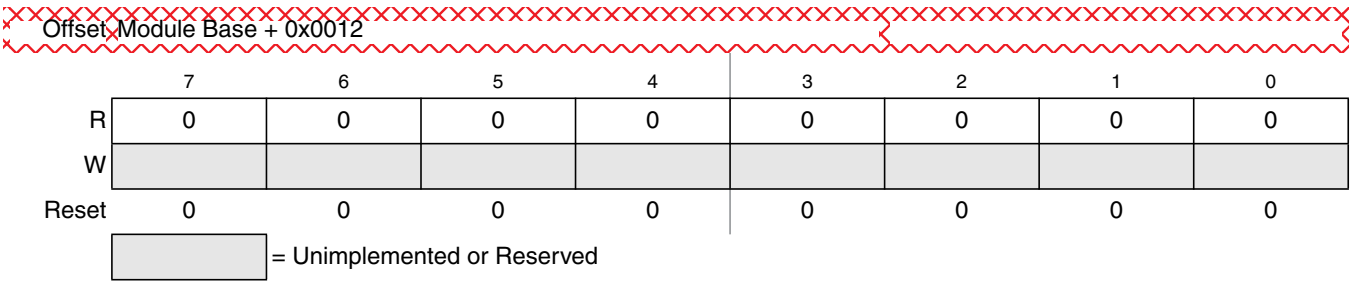 Offset Module Base + 0x0012
7 6 5 4 3 2 1 0
R 0 0 0 0 0 0 0 0
W
Reset 0 0 0 0 0 0 0 0
= Unimplemented or Reserved